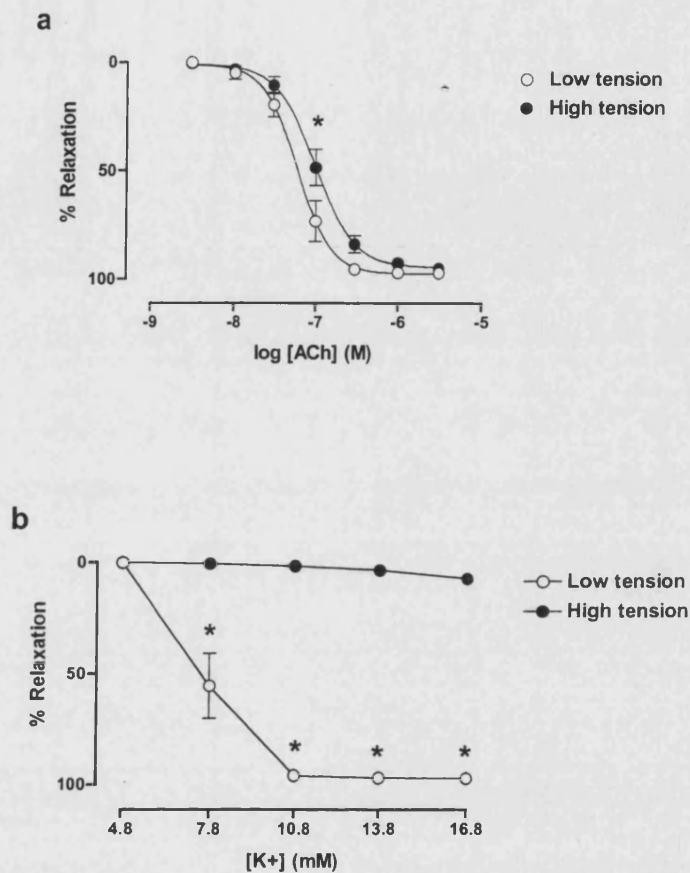 a
0
50
100
% Relaxation
*
Low tension
High tension
-9 -8 -7 -6 -5
log [ACh] (M)
b
0
50
100
% Relaxation
* * * *
Low tension
High tension
4.8 7.8 10.8 13.8 16.8
[K+] (mM)